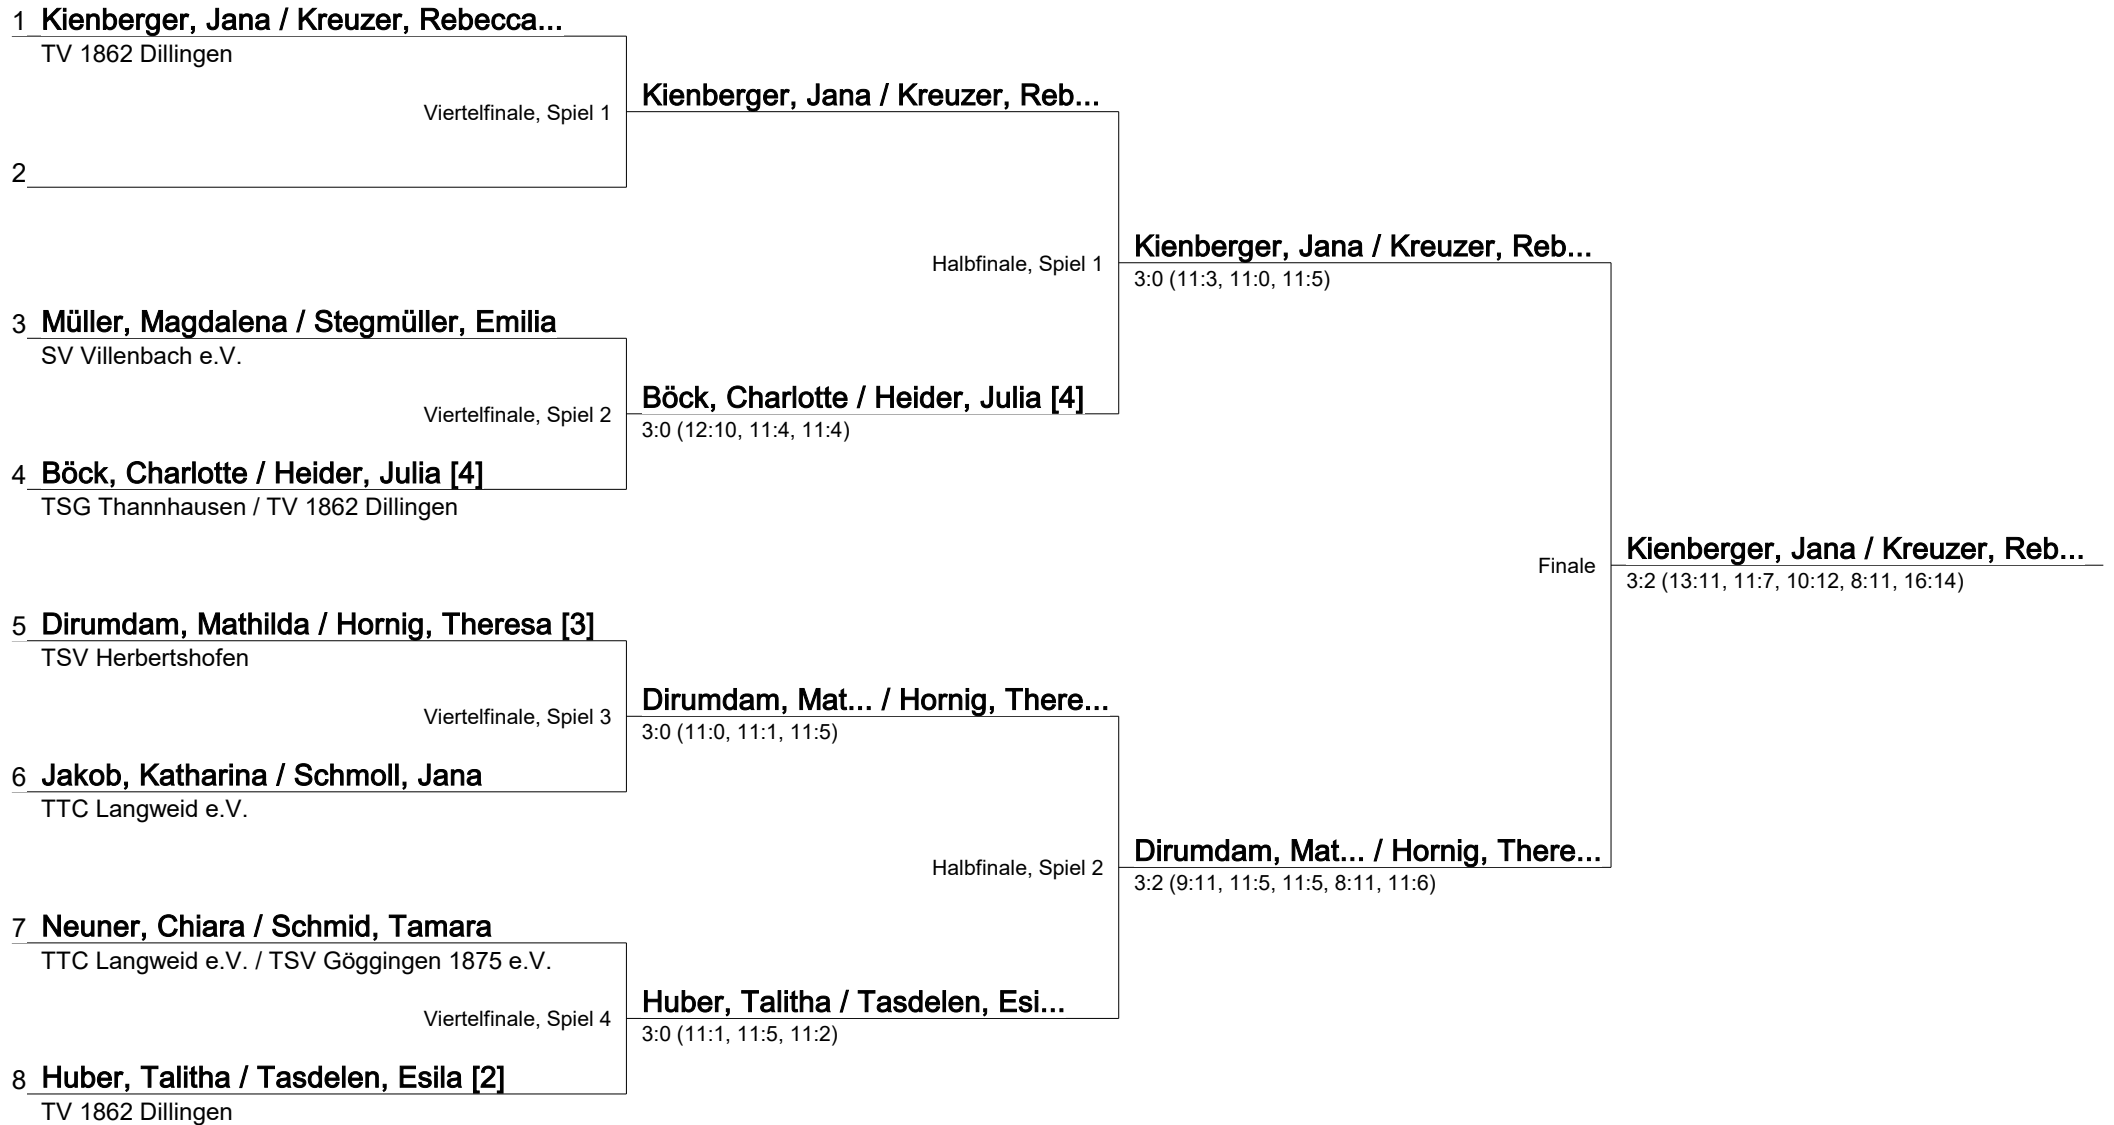 1 Kienberger, Jana / Kreuzer, Rebecca...
TV 1862 Dillingen
Viertelfinale, Spiel 1
2
Kienberger, Jana / Kreuzer, Reb...
Halbfinale, Spiel 1
3 Müller, Magdalena / Stegmüller, Emilia
SV Villenbach e.V.
Viertelfinale, Spiel 2
4 Böck, Charlotte / Heider, Julia [4]
TSG Thannhausen / TV 1862 Dillingen
Böck, Charlotte / Heider, Julia [4]
3:0 (12:10, 11:4, 11:4)
Kienberger, Jana / Kreuzer, Reb...
3:0 (11:3, 11:0, 11:5)
Finale
Kienberger, Jana / Kreuzer, Reb...
3:2 (13:11, 11:7, 10:12, 8:11, 16:14)
5 Dirumdam, Mathilda / Hornig, Theresa [3]
TSV Herbertshofen
Viertelfinale, Spiel 3
6 Jakob, Katharina / Schmoll, Jana
TTC Langweid e.V.
Dirumdam, Mat... / Hornig, There...
3:0 (11:0, 11:1, 11:5)
Halbfinale, Spiel 2
Dirumdam, Mat... / Hornig, There...
3:2 (9:11, 11:5, 11:5, 8:11, 11:6)
7 Neuner, Chiara / Schmid, Tamara
TTC Langweid e.V. / TSV Göggingen 1875 e.V.
Viertelfinale, Spiel 4
8 Huber, Talitha / Tasdelen, Esila [2]
TV 1862 Dillingen
Huber, Talitha / Tasdelen, Esi...
3:0 (11:1, 11:5, 11:2)